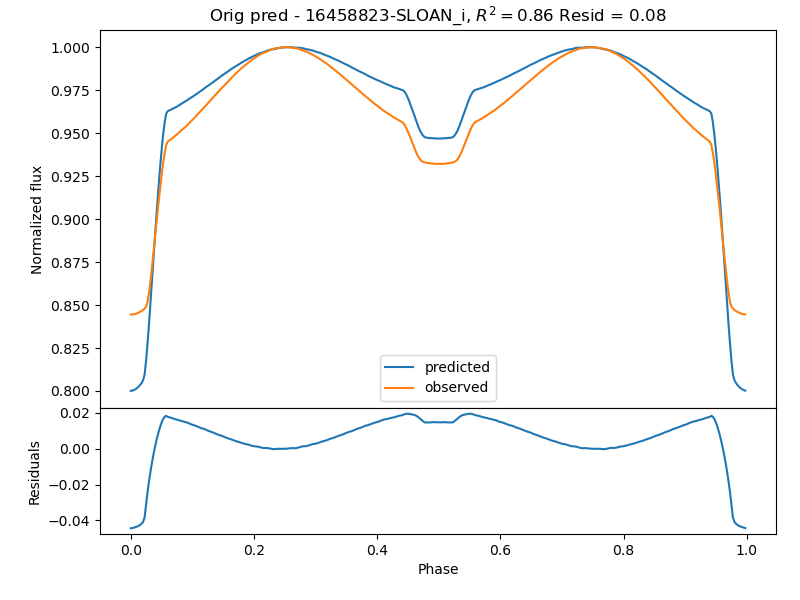 Orig pred - 16458823-SLOAN_i, R² = 0.86 Resid = 0.08
1.000
0.975
0.950
0.925
0.900
0.875
0.850
0.825
0.800
Normalized flux
predicted
observed
0.02
0.00
−0.02
−0.04
Residuals
0.0 0.2 0.4 0.6 0.8 1.0
Phase